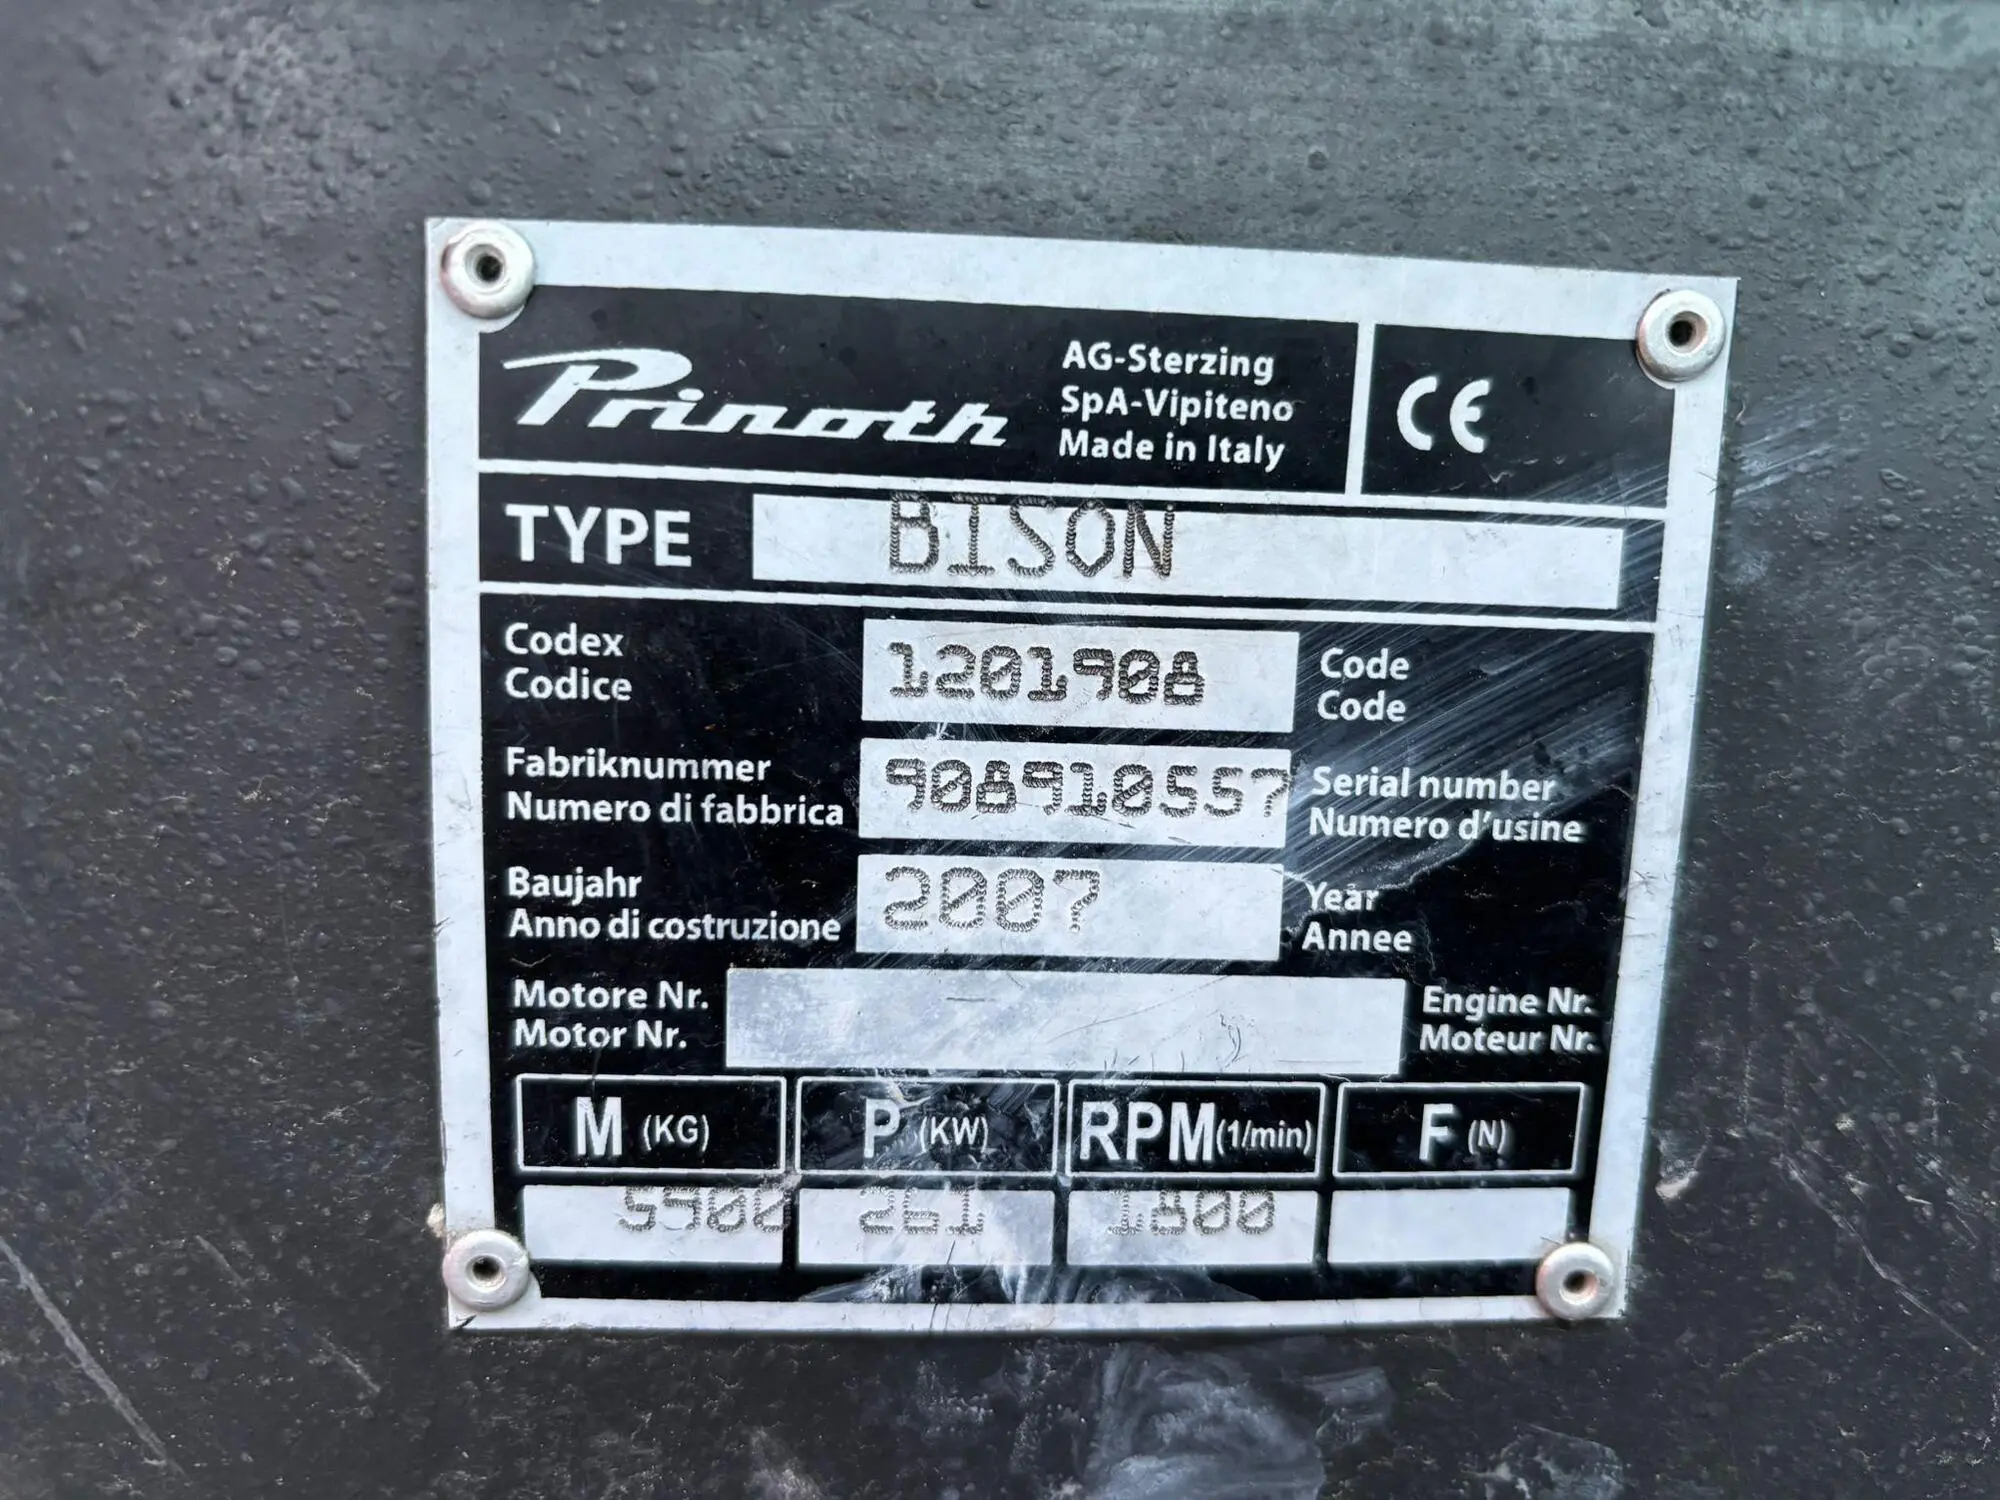 Prinoth
AG-Sterzing
SpA-Vipiteno
Made in Italy
CE
TYPE BISON
Codex
Codice
1201908
Code
Code
Fabriknummer
Numero di fabbrica
908910557
Serial number
Numero d'usine
Baujahr
Anno di costruzione
2007
Year
Annee
Motore Nr.
Motor Nr.
Engine Nr.
Moteur Nr.
M (KG) P (KW) RPM(1/min) F (N)
5900 261 1800